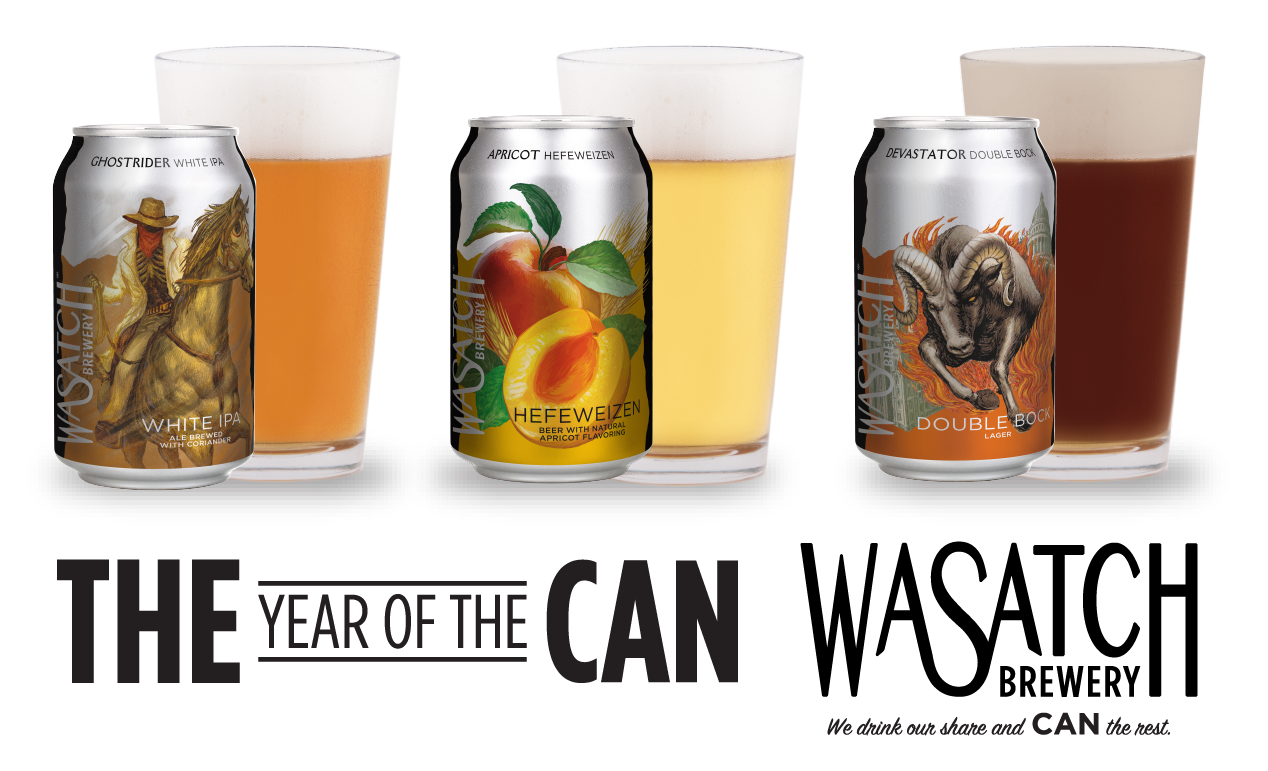 GHOSTRIDER WHITE IPA
WASATCH
BREWERY
WHITE IPA
ALE BREWED
WITH CORIANDER
APRICOT HEFEWEIZEN
WASATCH
BREWERY
HEFEWEIZEN
BEER WITH NATURAL
APRICOT FLAVORING
DEVASTATOR DOUBLE BOCK
WASATCH
BREWERY
DOUBLE BOCK
LAGER
THE YEAR OF THE CAN
WASATCH
BREWERY
We drink our share and CAN the rest.